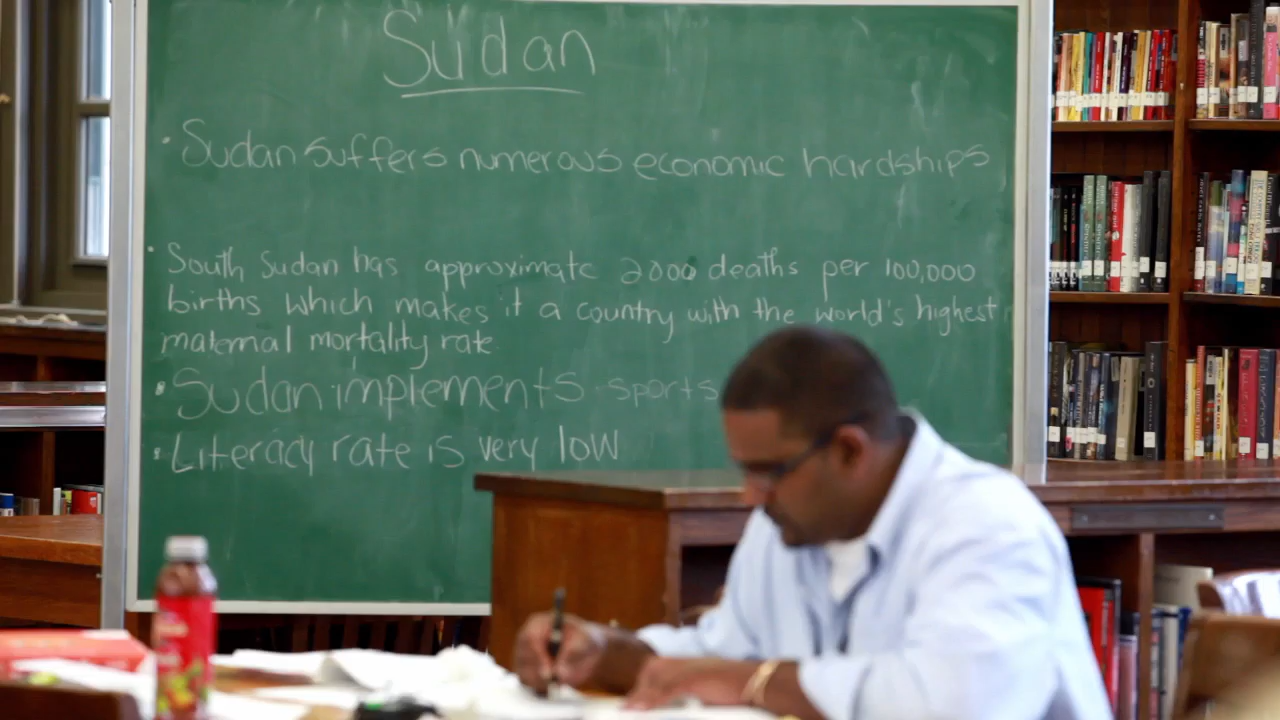 Sudan
• Sudan suffers numerous economic hardships
• South Sudan has approximate 2000 deaths per 100,000
births which makes it a country with the world's highest
maternal mortality rate
• Sudan implements sports
• Literacy rate is very low